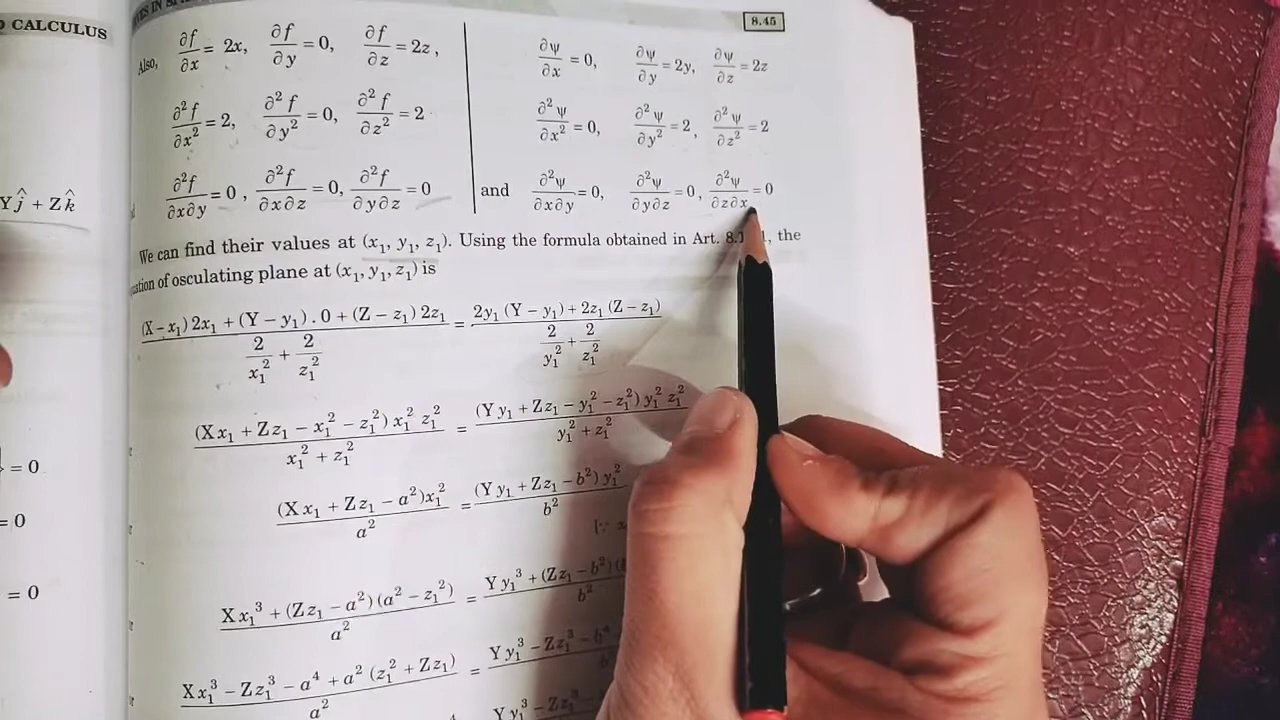 CALCULUS
8.45
Yĵ + Zk̂
= 0
= 0
= 0
Also, ∂f/∂x = 2x, ∂f/∂y = 0, ∂f/∂z = 2z,
∂²f/∂x² = 2, ∂²f/∂y² = 0, ∂²f/∂z² = 2
∂²f/∂x∂y = 0, ∂²f/∂x∂z = 0, ∂²f/∂y∂z = 0
∂ψ/∂x = 0, ∂ψ/∂y = 2y, ∂ψ/∂z = 2z
∂²ψ/∂x² = 0, ∂²ψ/∂y² = 2, ∂²ψ/∂z² = 2
and ∂²ψ/∂x∂y = 0, ∂²ψ/∂y∂z = 0, ∂²ψ/∂z∂x = 0
We can find their values at (x₁, y₁, z₁). Using the formula obtained in Art. the
of osculating plane at (x₁, y₁, z₁) is
((X – x₁) 2x₁ + (Y – y₁) . 0 + (Z – z₁) 2z₁)/(2/x₁² + 2/z₁²) = (2y₁ (Y – y₁) + 2z₁ (Z – z₁))/(2/y₁² + 2/z₁²)
((X x₁ + Z z₁ – x₁² – z₁²) x₁² z₁²)/(x₁² + z₁²) = ((Y y₁ + Z z₁ – y₁² – z₁²) y₁² z₁²)/(y₁² + z₁²)
((X x₁ + Z z₁ – a²)x₁²)/a² = ((Y y₁ + Z z₁ – b²) y₁²)/b²
(X x₁³ + (Z z₁ – a²) (a² – z₁²))/a² = (Y y₁³ + (Z z₁ – b²))/b²
(X x₁³ – Z z₁³ – a⁴ + a² (z₁² + Z z₁))/a² = Y y₁³ – Z z₁³ – b⁴
Y y₁³ – Z z₁³ –